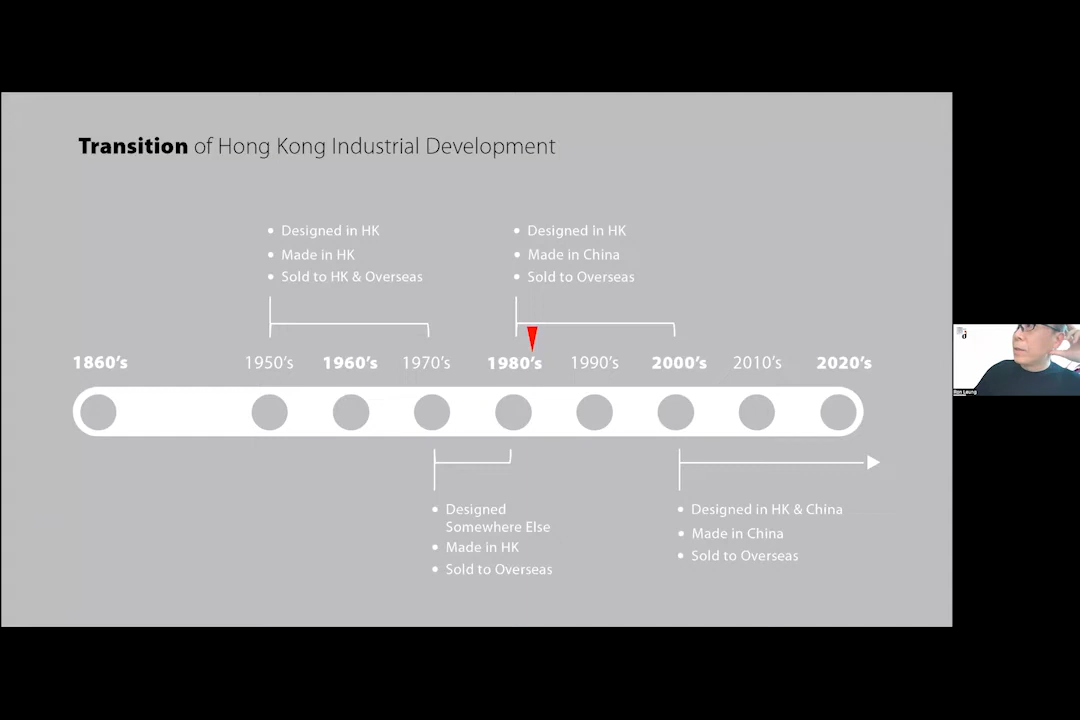 Transition of Hong Kong Industrial Development
• Designed in HK
• Made in HK
• Sold to HK & Overseas
• Designed in HK
• Made in China
• Sold to Overseas
1860’s
1950’s
1960’s
1970’s
1980’s
1990’s
2000’s
2010’s
2020’s
• Designed
Somewhere Else
• Made in HK
• Sold to Overseas
• Designed in HK & China
• Made in China
• Sold to Overseas
Ron Leung